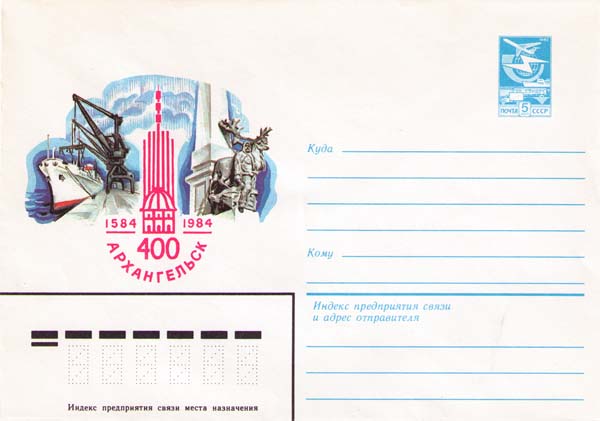 ПОЧТА 5 СССР
Куда
1584 1984
400
АРХАНГЕЛЬСК
Кому
Индекс предприятия связи
и адрес отправителя
Индекс предприятия связи места назначения